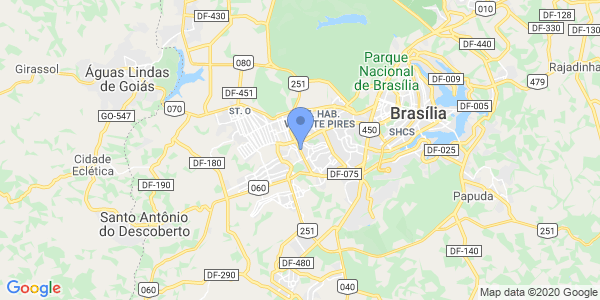 DF-430
010
DF-128
DF-330
DF-130
DF-440
Girassol
080
Parque
Nacional
de Brasília
Rajadinha
Águas Lindas
de Goiás
251
DF-009
479
DF-451
070
ST. O
HAB.
Brasília
DF-005
GO-547
450
SHCS
DF-025
Cidade
Eclética
DF-180
DF-075
DF-190
060
Papuda
Santo Antônio
do Descoberto
251
251
DF-140
DF-480
DF-290
060
040
Google
Map data ©2020 Google